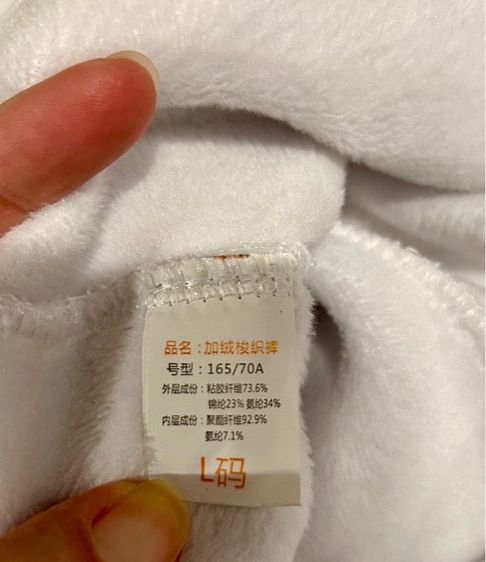 品名：加绒梭织裤
号型：165/70A
外层成份：粘胶纤维73.6%
锦纶23% 氨纶34%
内层成份：聚酯纤维92.9%
氨纶7.1%
L码